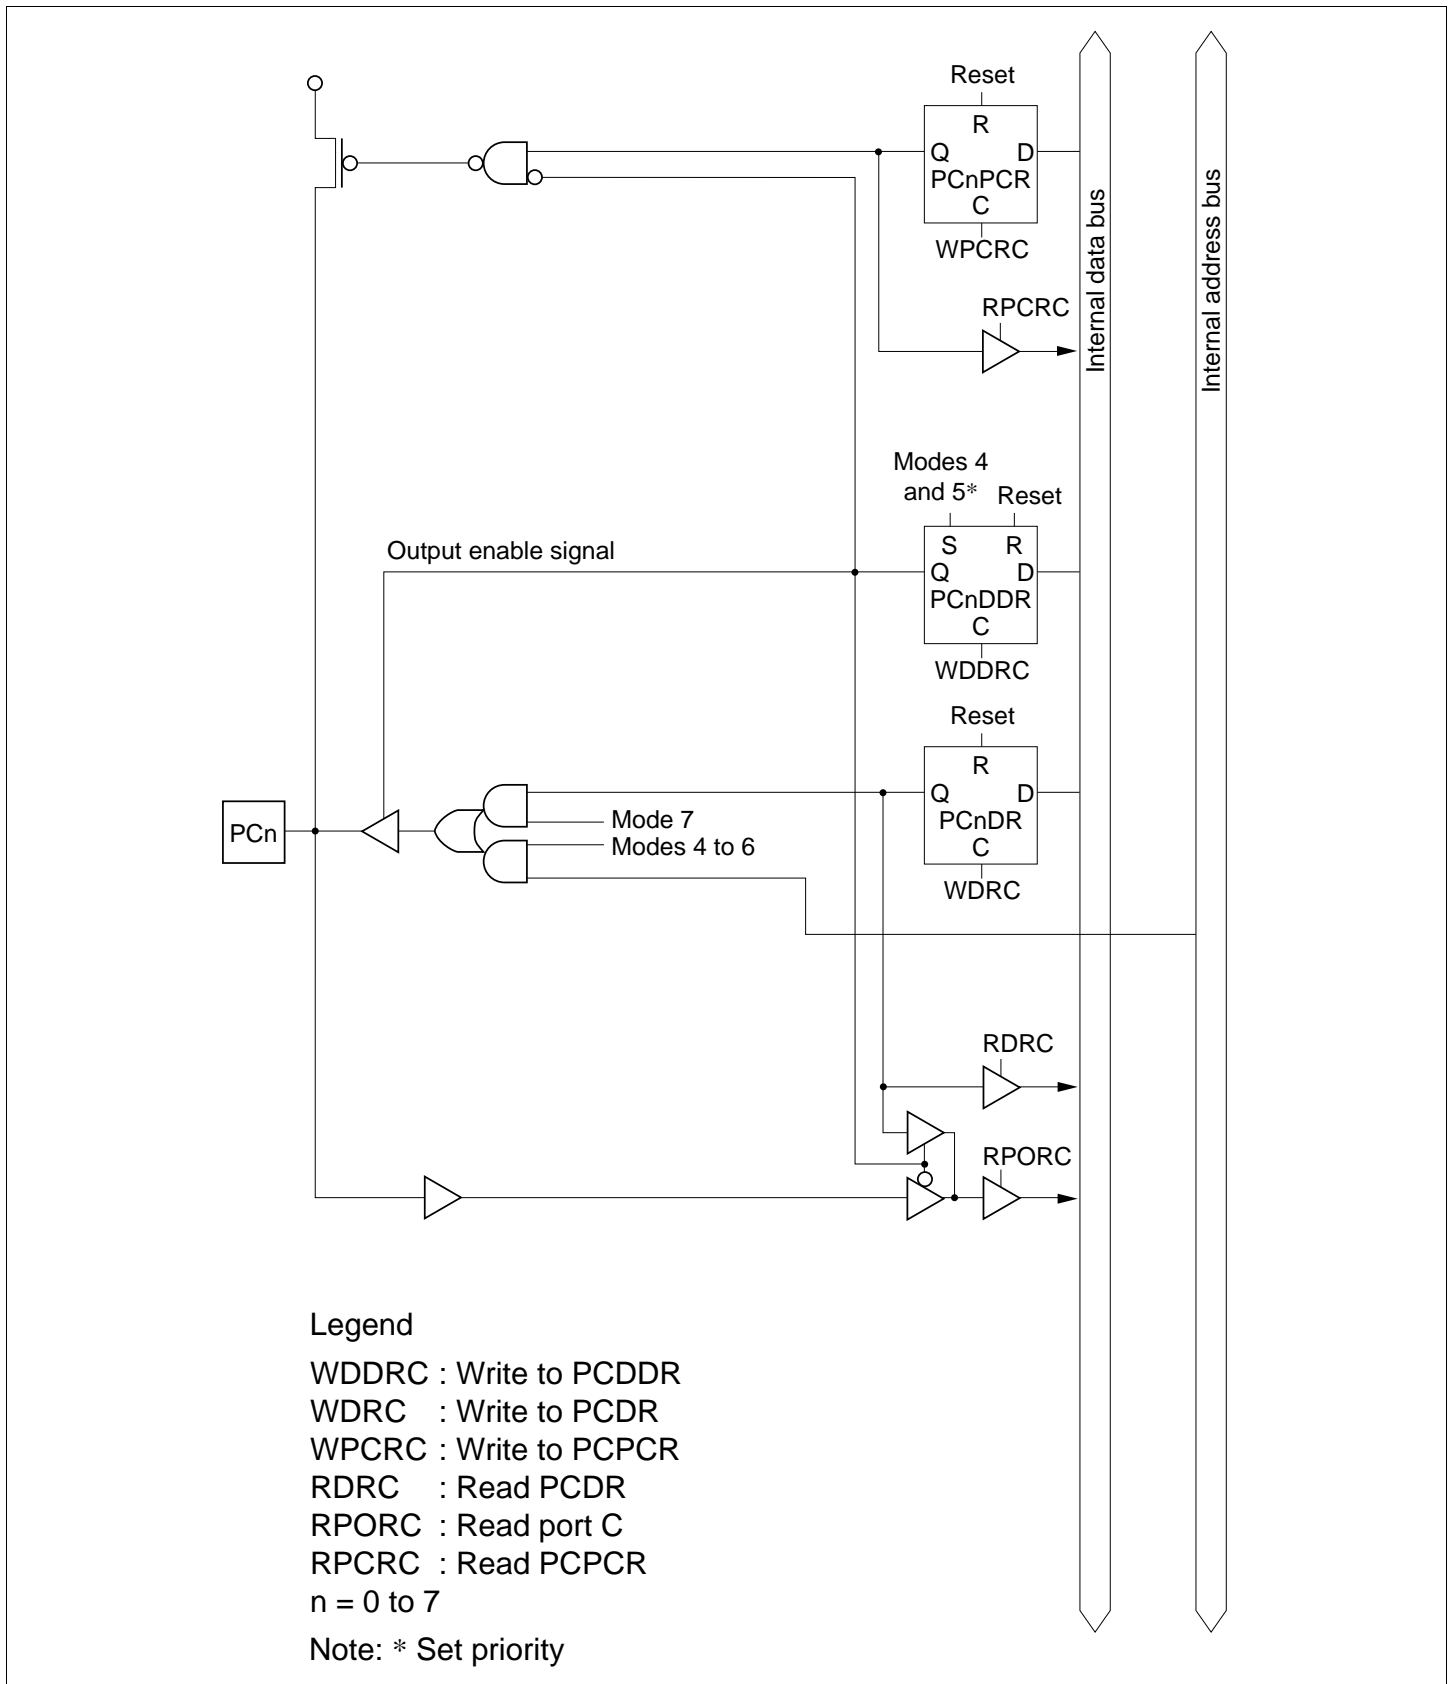 Reset
R
Q D
PCnPCR
C
WPCRC
RPCRC
Internal data bus
Internal address bus
Modes 4
and 5* Reset
Output enable signal
S R
Q D
PCnDDR
C
WDDRC
Reset
R
Q D
PCnDR
C
WDRC
PCn
Mode 7
Modes 4 to 6
RDRC
RPORC
Legend
WDDRC : Write to PCDDR
WDRC : Write to PCDR
WPCRC : Write to PCPCR
RDRC : Read PCDR
RPORC : Read port C
RPCRC : Read PCPCR
n = 0 to 7
Note: * Set priority